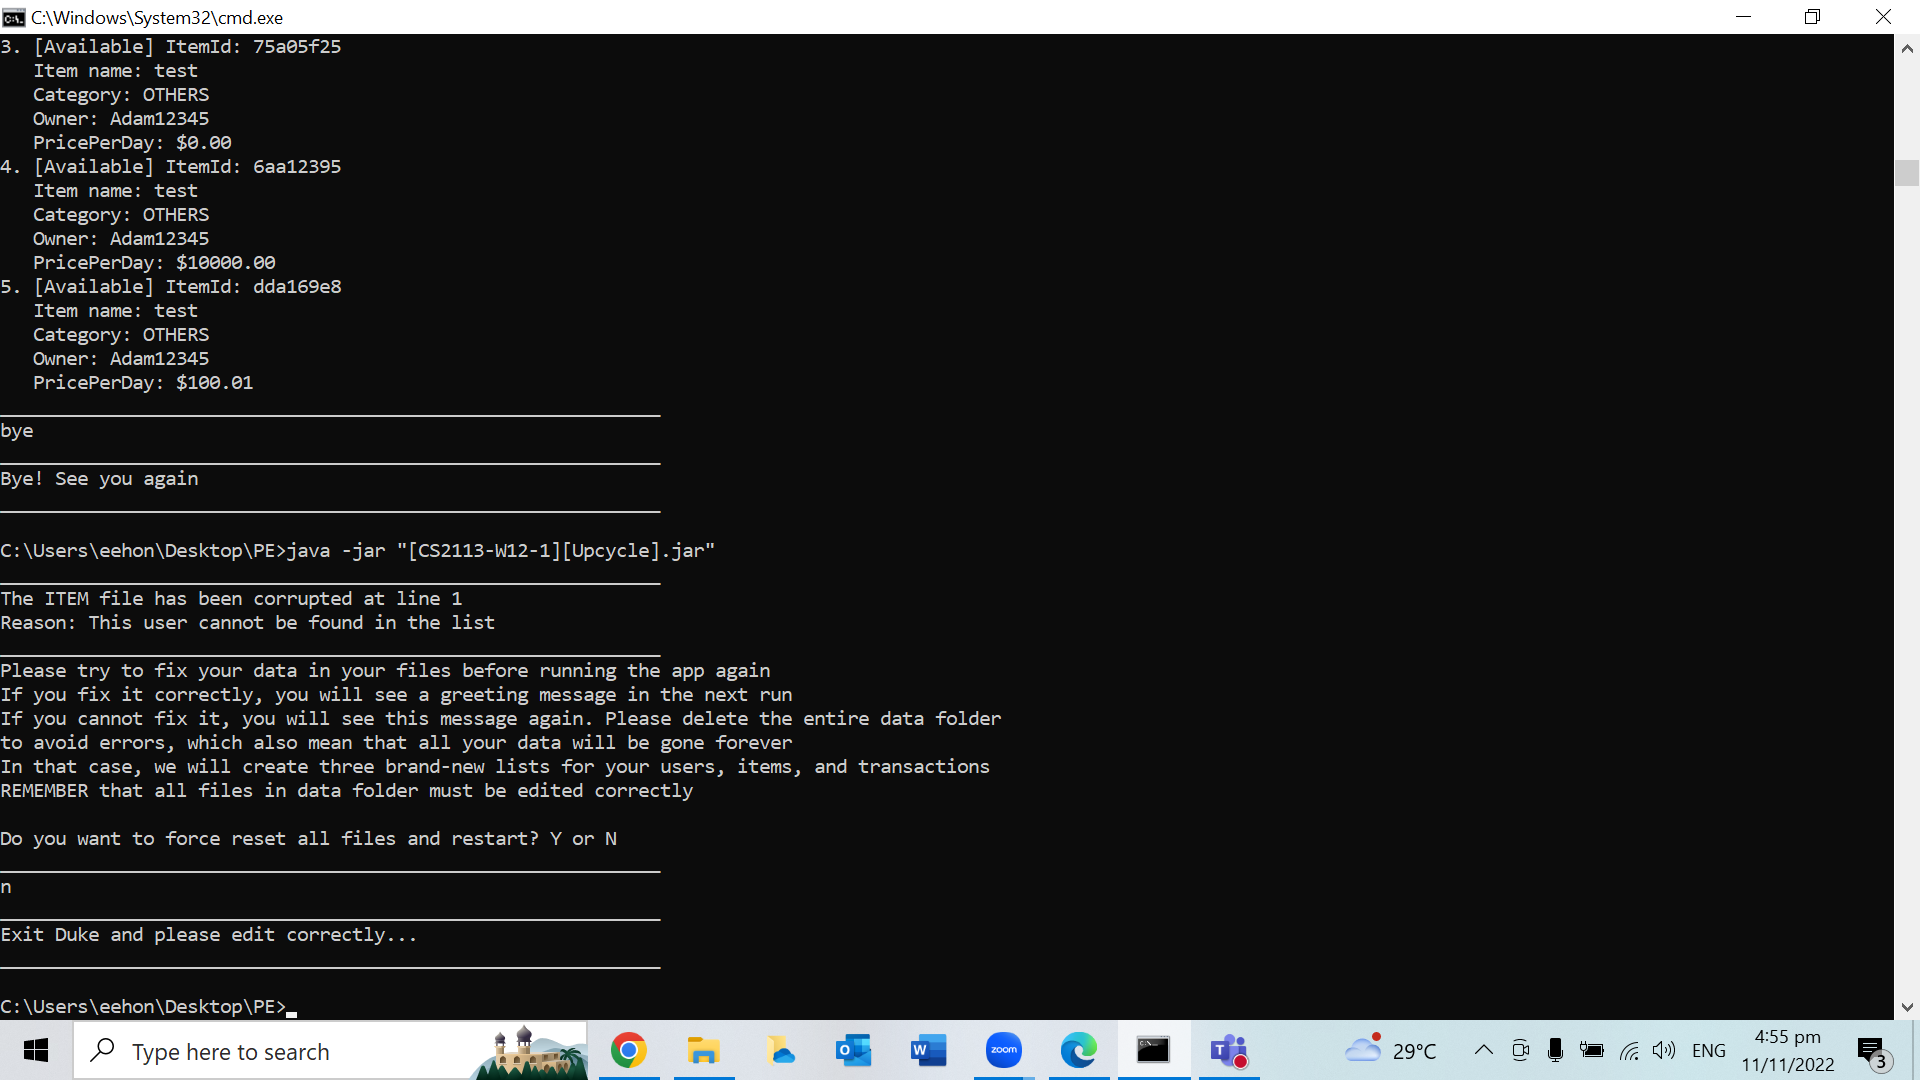 C:\Windows\System32\cmd.exe
3. [Available] ItemId: 75a05f25
Item name: test
Category: OTHERS
Owner: Adam12345
PricePerDay: $0.00
4. [Available] ItemId: 6aa12395
Item name: test
Category: OTHERS
Owner: Adam12345
PricePerDay: $10000.00
5. [Available] ItemId: dda169e8
Item name: test
Category: OTHERS
Owner: Adam12345
PricePerDay: $100.01
bye
Bye! See you again
C:\Users\eehon\Desktop\PE>java -jar "[CS2113-W12-1][Upcycle].jar"
The ITEM file has been corrupted at line 1
Reason: This user cannot be found in the list
Please try to fix your data in your files before running the app again
If you fix it correctly, you will see a greeting message in the next run
If you cannot fix it, you will see this message again. Please delete the entire data folder
to avoid errors, which also mean that all your data will be gone forever
In that case, we will create three brand-new lists for your users, items, and transactions
REMEMBER that all files in data folder must be edited correctly
Do you want to force reset all files and restart? Y or N
n
Exit Duke and please edit correctly...
C:\Users\eehon\Desktop\PE>
Type here to search
zoom
29°C
ENG
4:55 pm
11/11/2022
3